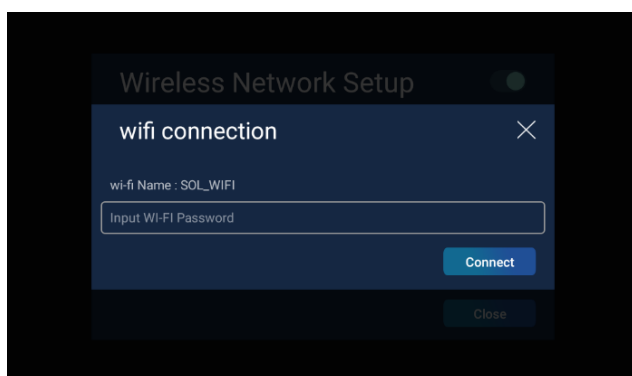 Wireless Network Setup
wifi connection
wi-fi Name : SOL_WIFI
Input WI-FI Password
Connect
Close